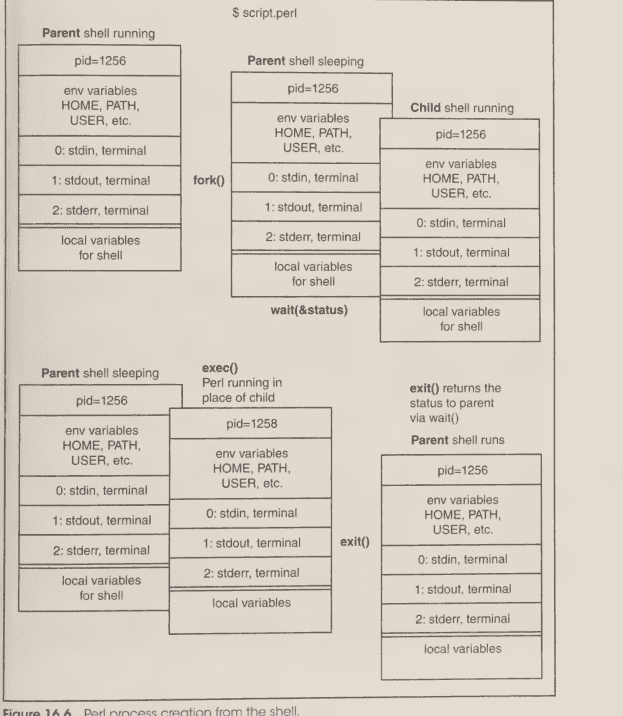 $ script.perl
Parent shell running
pid=1256
env variables
HOME, PATH,
USER, etc.
0: stdin, terminal
1: stdout, terminal
2: stderr, terminal
local variables
for shell
fork()
Parent shell sleeping
pid=1256
env variables
HOME, PATH,
USER, etc.
0: stdin, terminal
1: stdout, terminal
2: stderr, terminal
local variables
for shell
wait(&status)
Child shell running
pid=1256
env variables
HOME, PATH,
USER, etc.
0: stdin, terminal
1: stdout, terminal
2: stderr, terminal
local variables
for shell
Parent shell sleeping
pid=1256
env variables
HOME, PATH,
USER, etc.
0: stdin, terminal
1: stdout, terminal
2: stderr, terminal
local variables
for shell
exec()
Perl running in
place of child
pid=1258
env variables
HOME, PATH,
USER, etc.
0: stdin, terminal
1: stdout, terminal
2: stderr, terminal
local variables
exit()
exit() returns the
status to parent
via wait()
Parent shell runs
pid=1256
env variables
HOME, PATH,
USER, etc.
0: stdin, terminal
1: stdout, terminal
2: stderr, terminal
local variables
Figure 16.6 Perl process creation from the shell.